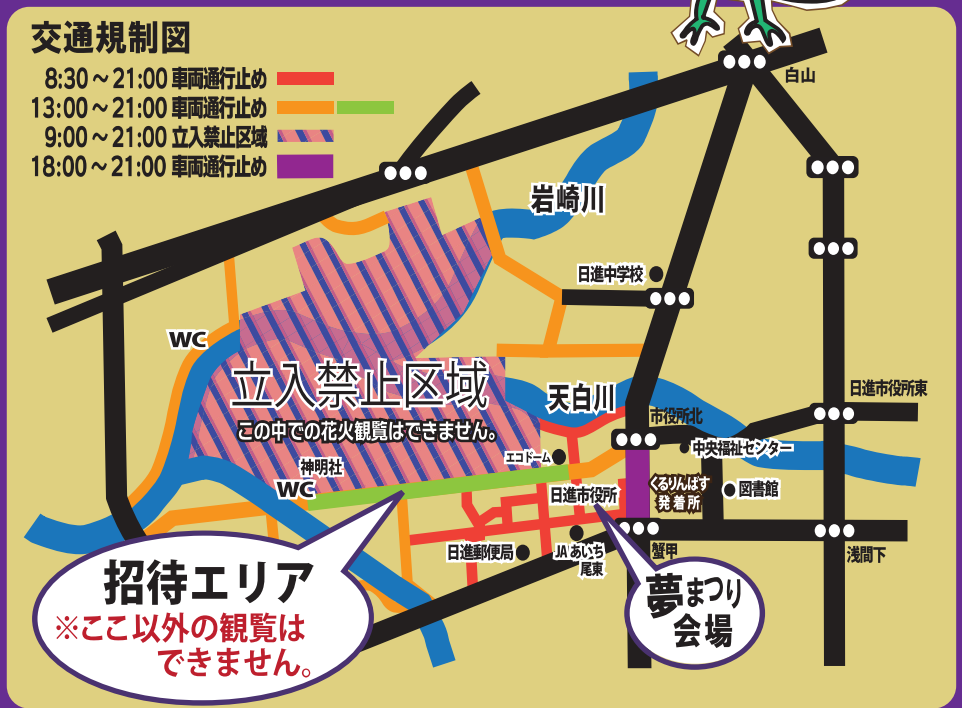 交通規制図
8:30～21:00 車両通行止め
13:00～21:00 車両通行止め
9:00～21:00 立入禁止区域
18:00～21:00 車両通行止め
白山
岩崎川
日進中学校
WC
立入禁止区域
この中での花火観覧はできません。
天白川
日進市役所東
市役所北
中央福祉センター
エコドーム
神明社
WC
日進市役所
くるりんばす
発着所
図書館
日進郵便局
JAあいち
尾東
蟹甲
浅間下
招待エリア
※ここ以外の観覧は
できません。
夢まつり
会場